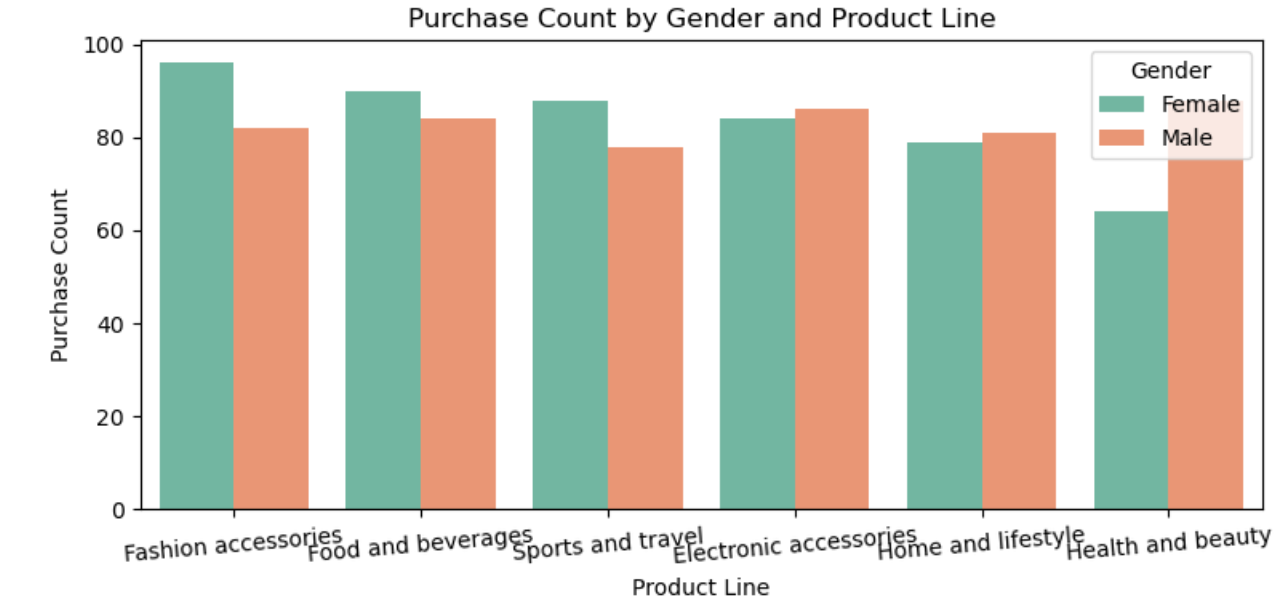 Purchase Count by Gender and Product Line
100
80
60
40
20
0
Purchase Count
Gender
Female
Male
Fashion accessories
Food and beverages
Sports and travel
Electronic accessories
Home and lifestyle
Health and beauty
Product Line